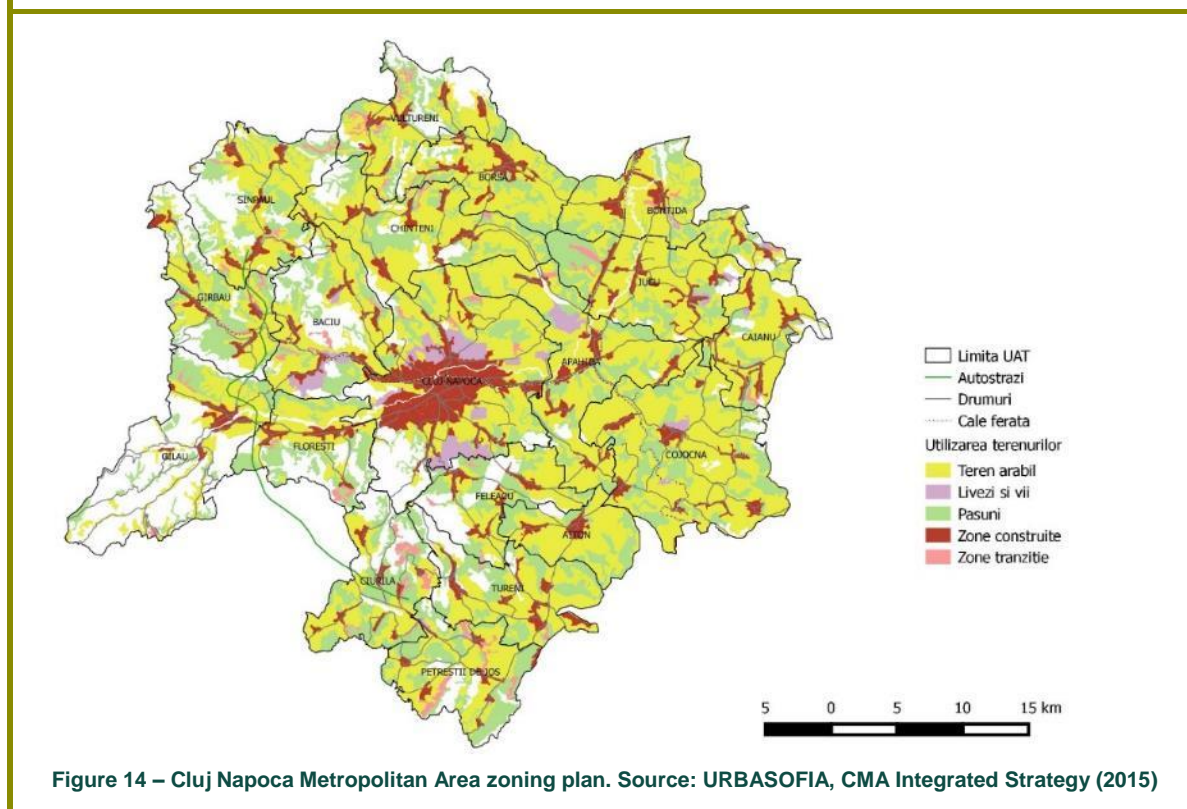 VULTURENI
BORSA
SINPAUL
BONTIDA
CHINTENI
JUCU
GIRBAU
BACIU
CAIANU
APAHIDA
CLUJ-NAPOCA
Limita UAT
Autostrazi
Drumuri
Cale ferata
Utilizarea terenurilor
Teren arabil
Livezi si vii
Pasuni
Zone construite
Zone tranzitie
FLORESTI
GILAU
COJOCNA
FELEACU
AITON
CIURILA
TURENI
PETRESTII DE JOS
5 0 5 10 15 km
Figure 14 – Cluj Napoca Metropolitan Area zoning plan. Source: URBASOFIA, CMA Integrated Strategy (2015)